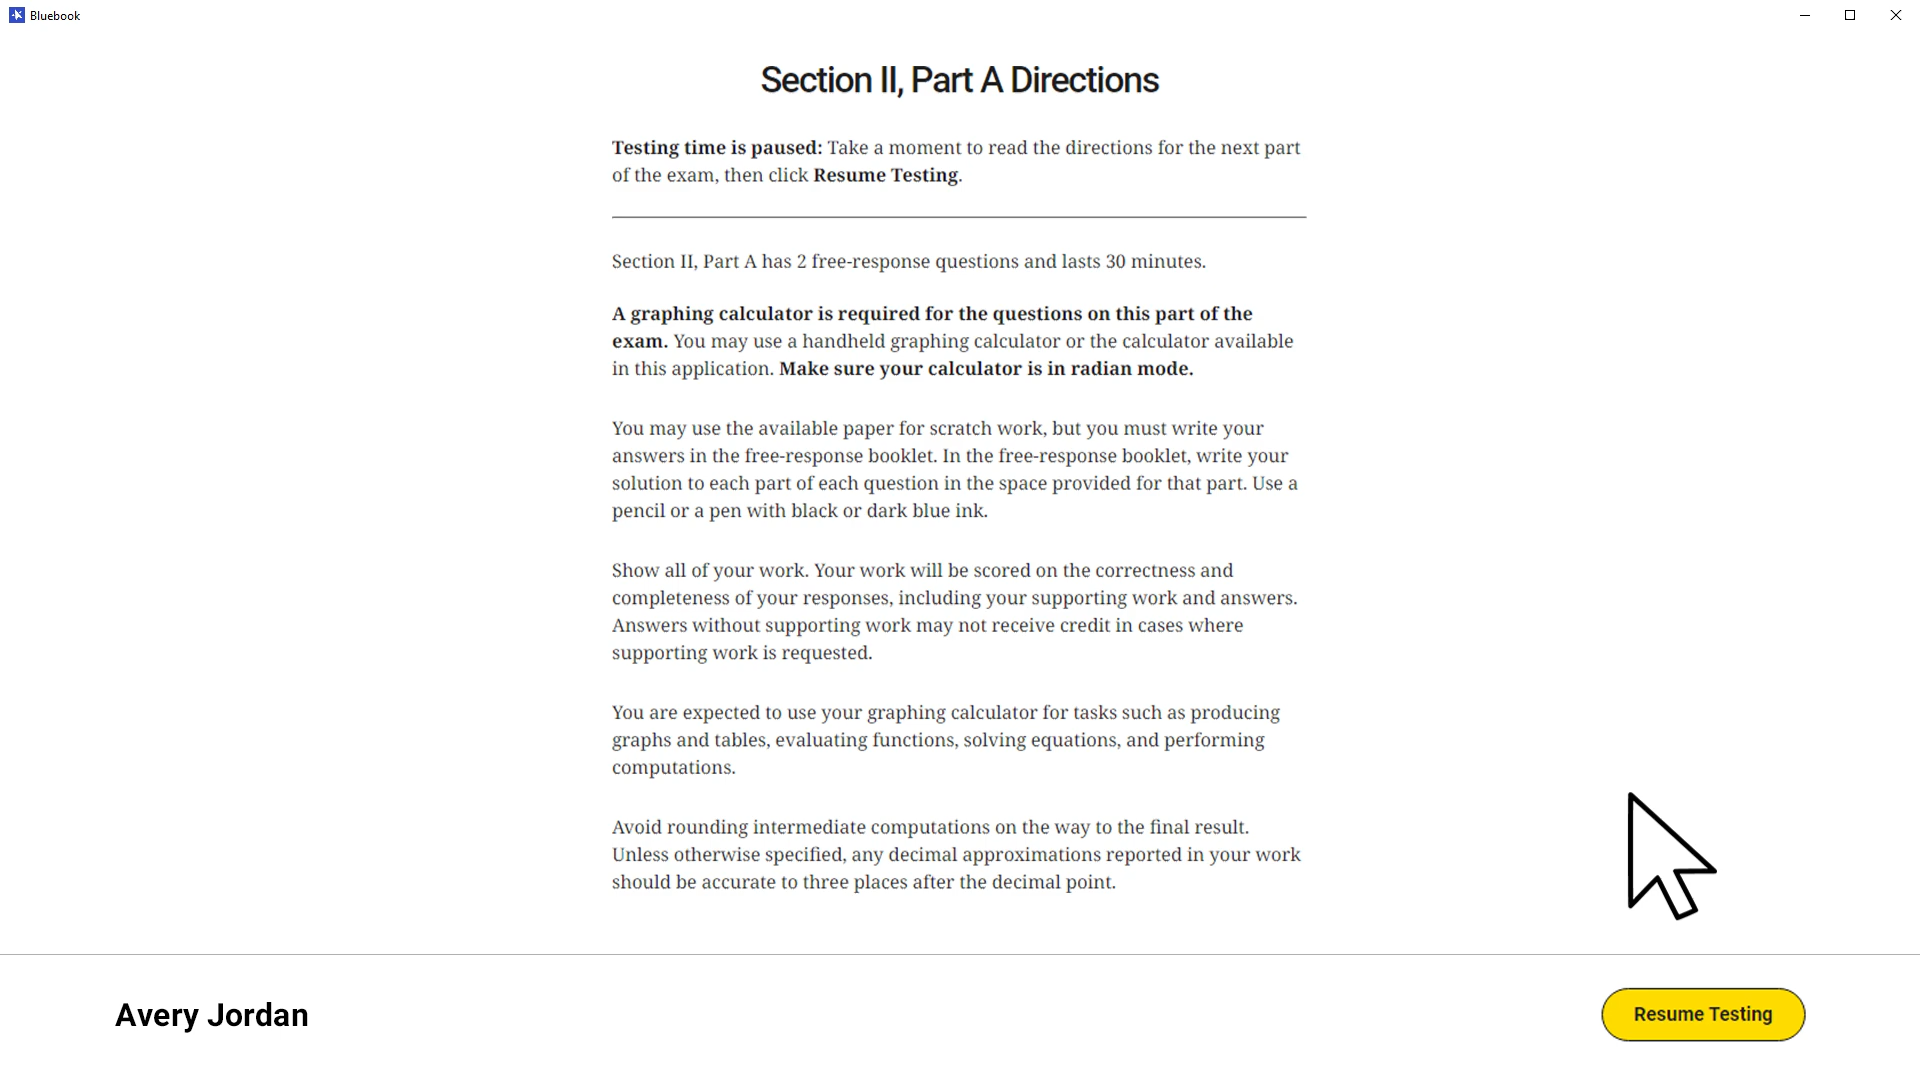 Bluebook
Section II, Part A Directions
Testing time is paused: Take a moment to read the directions for the next part
of the exam, then click Resume Testing.
Section II, Part A has 2 free-response questions and lasts 30 minutes.
A graphing calculator is required for the questions on this part of the
exam. You may use a handheld graphing calculator or the calculator available
in this application. Make sure your calculator is in radian mode.
You may use the available paper for scratch work, but you must write your
answers in the free-response booklet. In the free-response booklet, write your
solution to each part of each question in the space provided for that part. Use a
pencil or a pen with black or dark blue ink.
Show all of your work. Your work will be scored on the correctness and
completeness of your responses, including your supporting work and answers.
Answers without supporting work may not receive credit in cases where
supporting work is requested.
You are expected to use your graphing calculator for tasks such as producing
graphs and tables, evaluating functions, solving equations, and performing
computations.
Avoid rounding intermediate computations on the way to the final result.
Unless otherwise specified, any decimal approximations reported in your work
should be accurate to three places after the decimal point.
Avery Jordan
Resume Testing